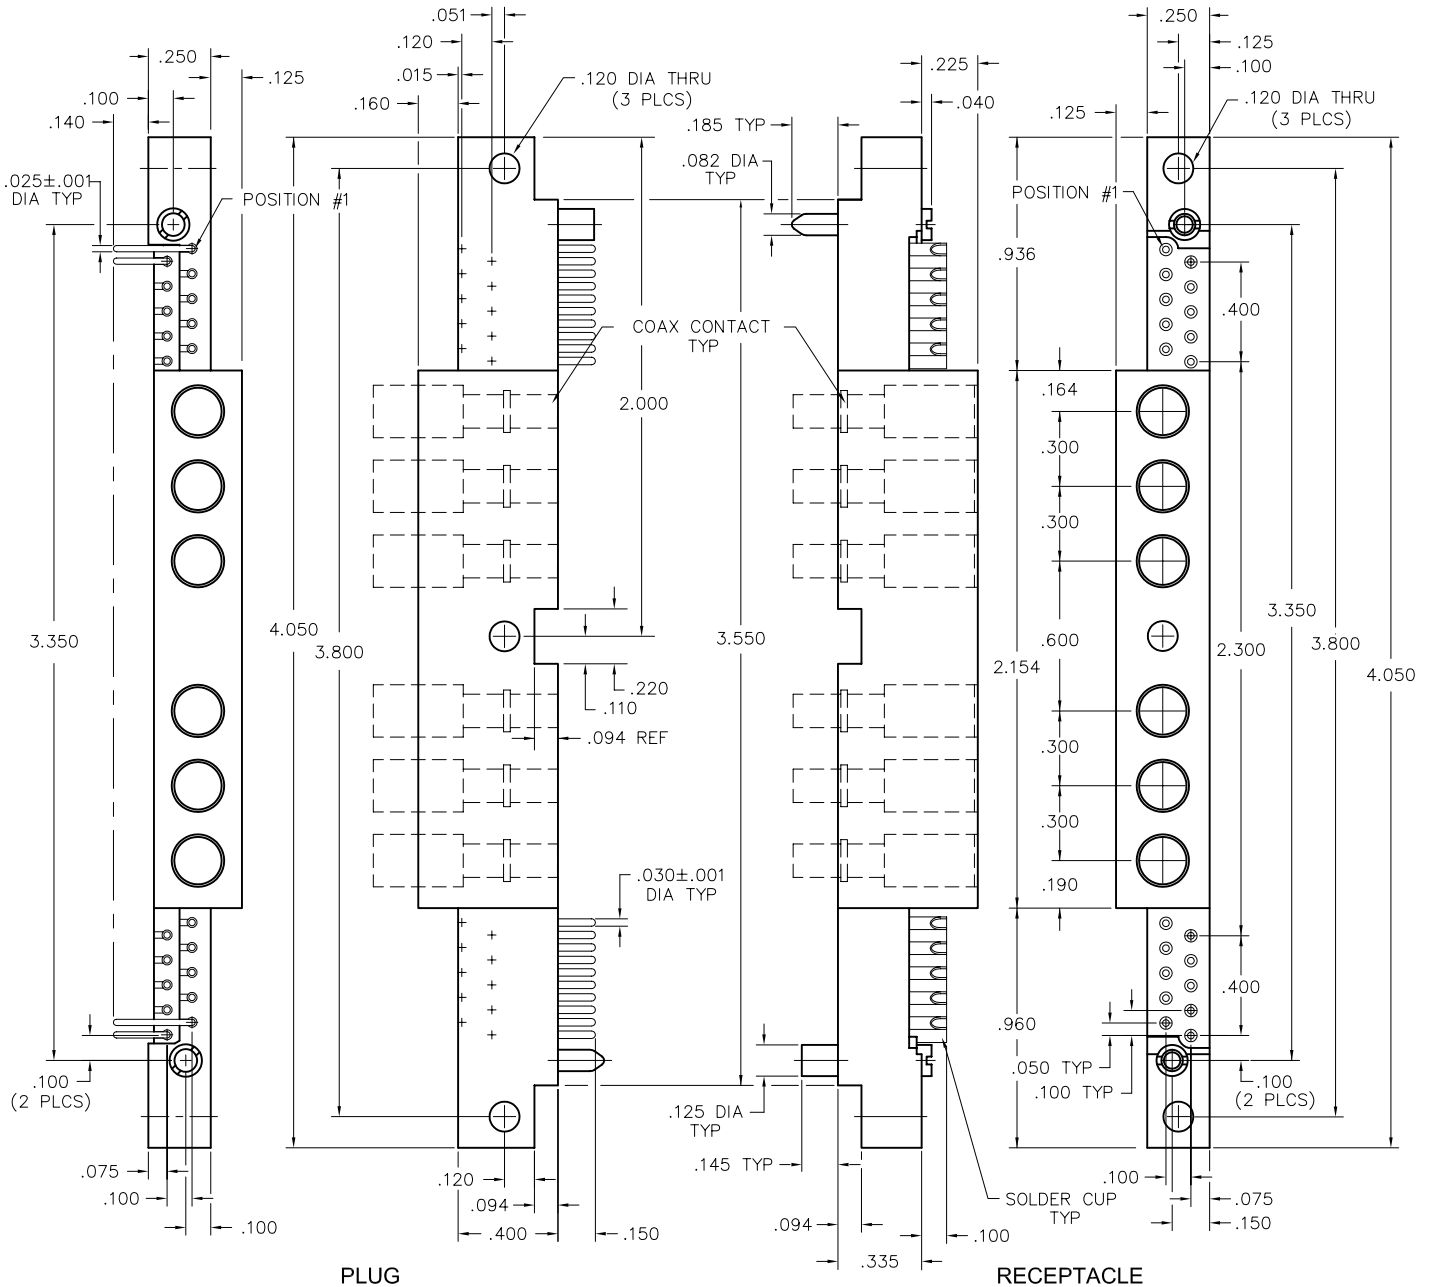 .051
.250
.120
.250
.125
.015
.120 DIA THRU
(3 PLCS)
.225
.125
.100
.100
.160
.040
.120 DIA THRU
(3 PLCS)
.140
.185 TYP
.125
.082 DIA
TYP
.025±.001
DIA TYP
POSITION #1
POSITION #1
.936
.400
COAX CONTACT
TYP
.164
2.000
.300
.300
3.350
4.050
3.800
3.550
.600
3.350
2.300
3.800
2.154
4.050
.220
.110
.094 REF
.300
.300
.030±.001
DIA TYP
.190
.400
.960
.050 TYP
.100 TYP
.100
(2 PLCS)
.100
(2 PLCS)
.125 DIA
TYP
.145 TYP
.075
.120
.100
.100
.075
.094
SOLDER CUP
TYP
.150
.100
.400
.150
.094
.100
.335
PLUG
RECEPTACLE